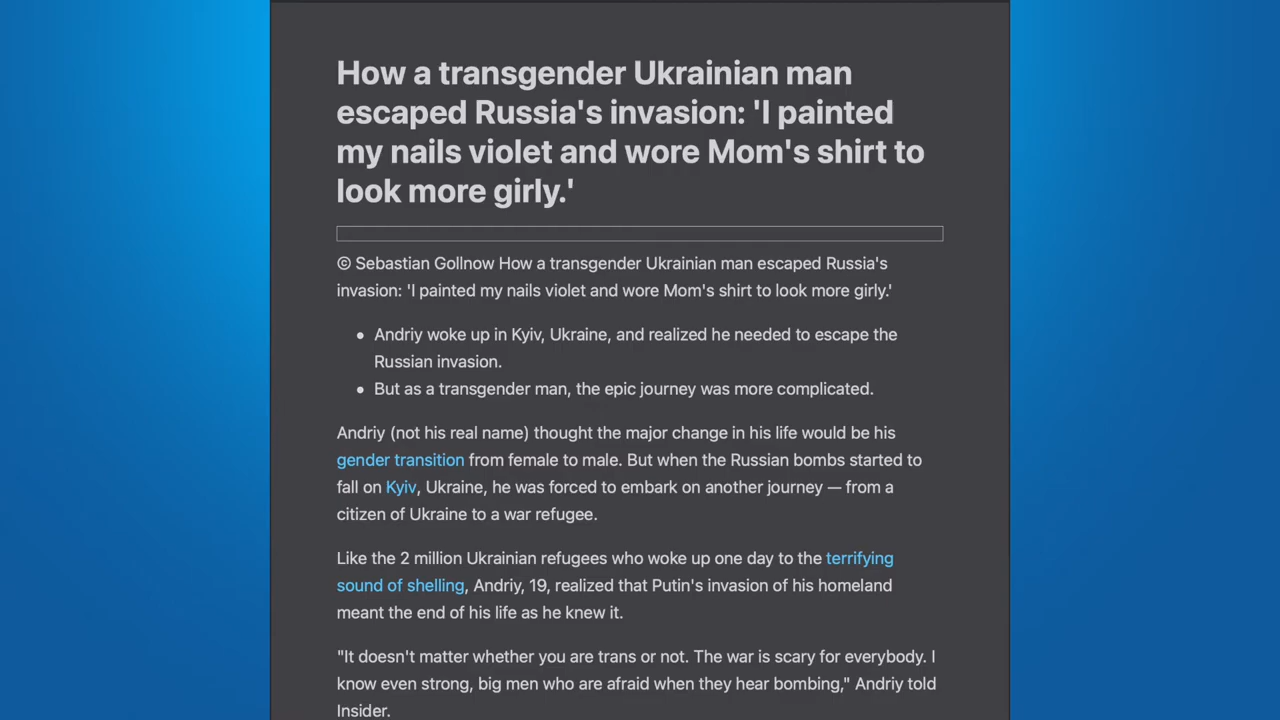 How a transgender Ukrainian man
escaped Russia's invasion: 'I painted
my nails violet and wore Mom's shirt to
look more girly.'
© Sebastian Gollnow How a transgender Ukrainian man escaped Russia's
invasion: 'I painted my nails violet and wore Mom's shirt to look more girly.'
• Andriy woke up in Kyiv, Ukraine, and realized he needed to escape the
Russian invasion.
• But as a transgender man, the epic journey was more complicated.
Andriy (not his real name) thought the major change in his life would be his
gender transition from female to male. But when the Russian bombs started to
fall on Kyiv, Ukraine, he was forced to embark on another journey — from a
citizen of Ukraine to a war refugee.
Like the 2 million Ukrainian refugees who woke up one day to the terrifying
sound of shelling, Andriy, 19, realized that Putin's invasion of his homeland
meant the end of his life as he knew it.
"It doesn't matter whether you are trans or not. The war is scary for everybody. I
know even strong, big men who are afraid when they hear bombing," Andriy told
Insider.